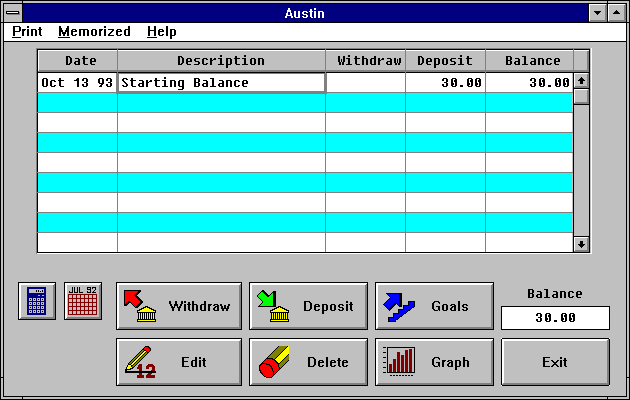 Austin
Print Memorized Help
Date Description Withdraw Deposit Balance
Oct 13 93 Starting Balance 30.00 30.00
JUL 92
Withdraw
Deposit
Goals
Balance
30.00
12
Edit
Delete
Graph
Exit